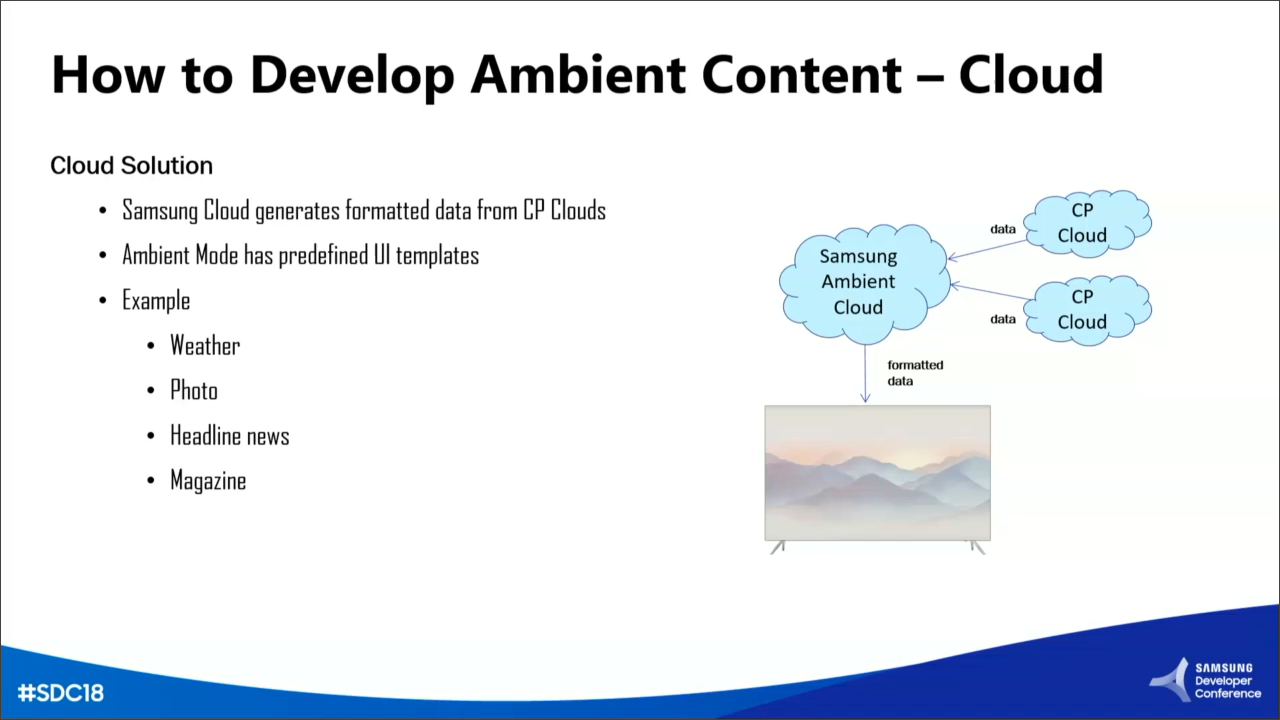 How to Develop Ambient Content – Cloud
Cloud Solution
• Samsung Cloud generates formatted data from CP Clouds
• Ambient Mode has predefined UI templates
• Example
• Weather
• Photo
• Headline news
• Magazine
CP
Cloud
data
Samsung
Ambient
Cloud
CP
Cloud
data
formatted
data
#SDC18
SAMSUNG
Developer
Conference